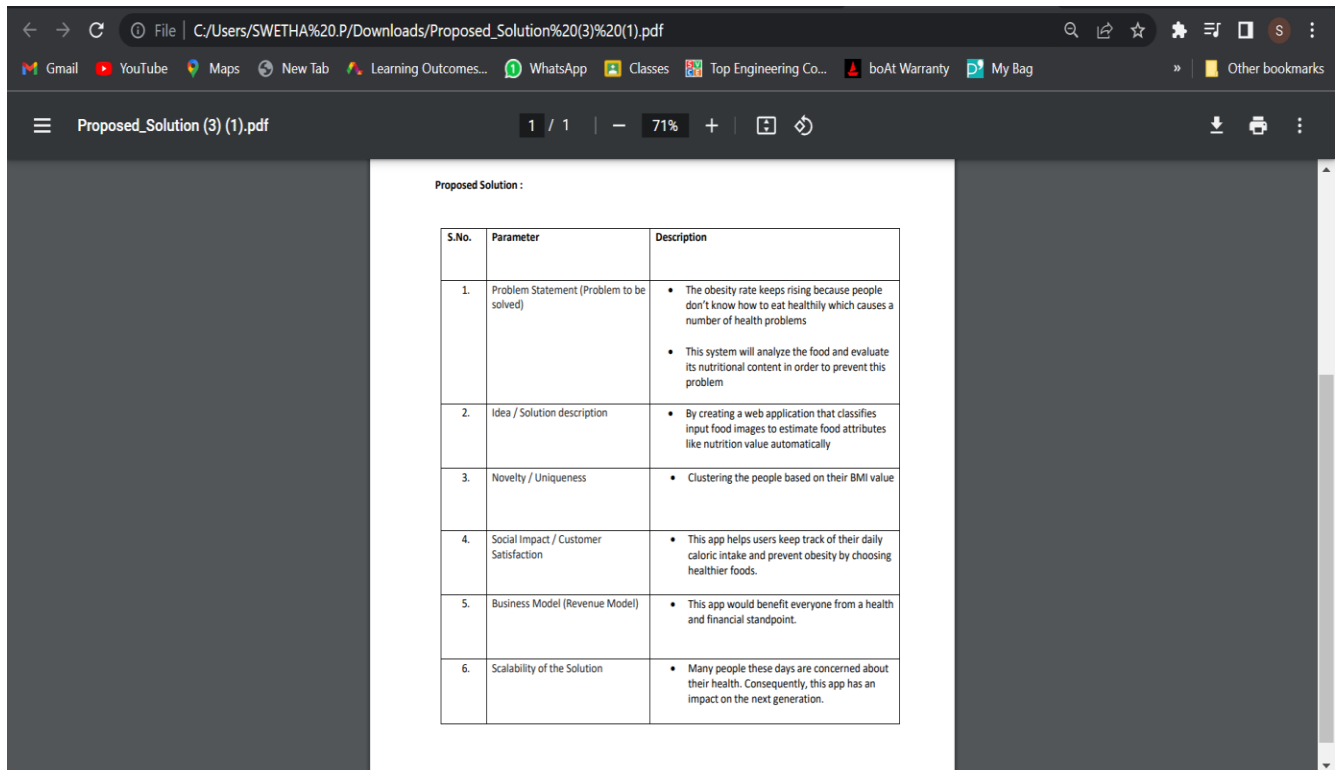 File | C:/Users/SWETHA%20.P/Downloads/Proposed_Solution%20(3)%20(1).pdf
S
Gmail YouTube Maps New Tab Learning Outcomes... WhatsApp Classes Top Engineering Co... boAt Warranty My Bag » Other bookmarks
Proposed_Solution (3) (1).pdf 1 / 1 | − 71% + |
Proposed Solution :
S.No. Parameter Description
1. Problem Statement (Problem to be
solved)
• The obesity rate keeps rising because people
don't know how to eat healthily which causes a
number of health problems
• This system will analyze the food and evaluate
its nutritional content in order to prevent this
problem
2. Idea / Solution description
• By creating a web application that classifies
input food images to estimate food attributes
like nutrition value automatically
3. Novelty / Uniqueness
• Clustering the people based on their BMI value
4. Social Impact / Customer
Satisfaction
• This app helps users keep track of their daily
caloric intake and prevent obesity by choosing
healthier foods.
5. Business Model (Revenue Model)
• This app would benefit everyone from a health
and financial standpoint.
6. Scalability of the Solution
• Many people these days are concerned about
their health. Consequently, this app has an
impact on the next generation.